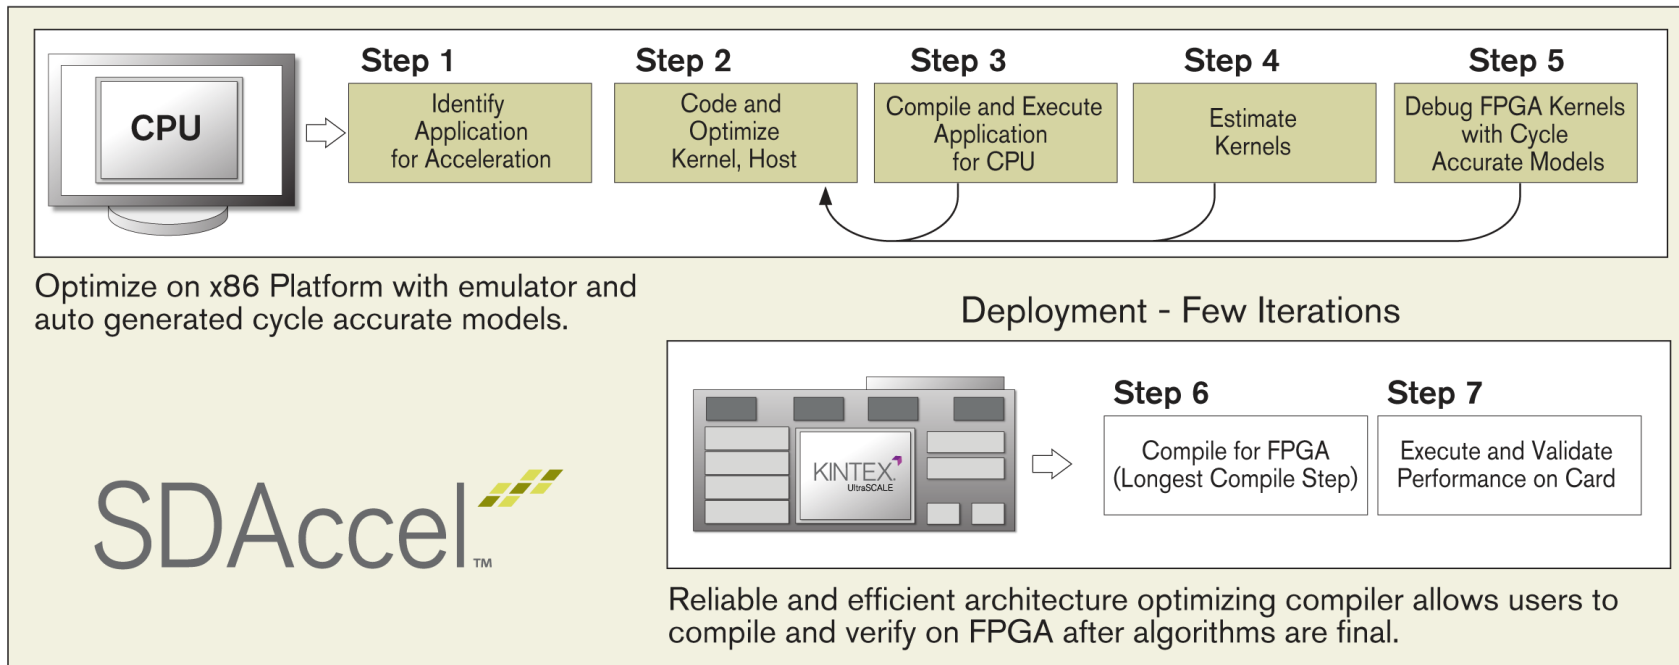 CPU
Step 1
Identify
Application
for Acceleration
Step 2
Code and
Optimize
Kernel, Host
Step 3
Compile and Execute
Application
for CPU
Step 4
Estimate
Kernels
Step 5
Debug FPGA Kernels
with Cycle
Accurate Models
Optimize on x86 Platform with emulator and
auto generated cycle accurate models.
Deployment - Few Iterations
KINTEX
UltraSCALE
Step 6
Compile for FPGA
(Longest Compile Step)
Step 7
Execute and Validate
Performance on Card
SDAccel™
Reliable and efficient architecture optimizing compiler allows users to
compile and verify on FPGA after algorithms are final.